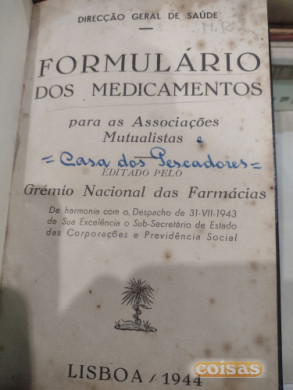 DIRECÇÃO GERAL DE SAÚDE
FORMULÁRIO
DOS MEDICAMENTOS
para as Associações
Mutualistas e
= Casa dos Pescadores =
EDITADO PELO
Grémio Nacional das Farmácias
De harmonia com o Despacho de 31-VII-1943
de Sua Excelência o Sub-Secretário de Estado
das Corporações e Previdência Social
LISBOA / 1944
coisas